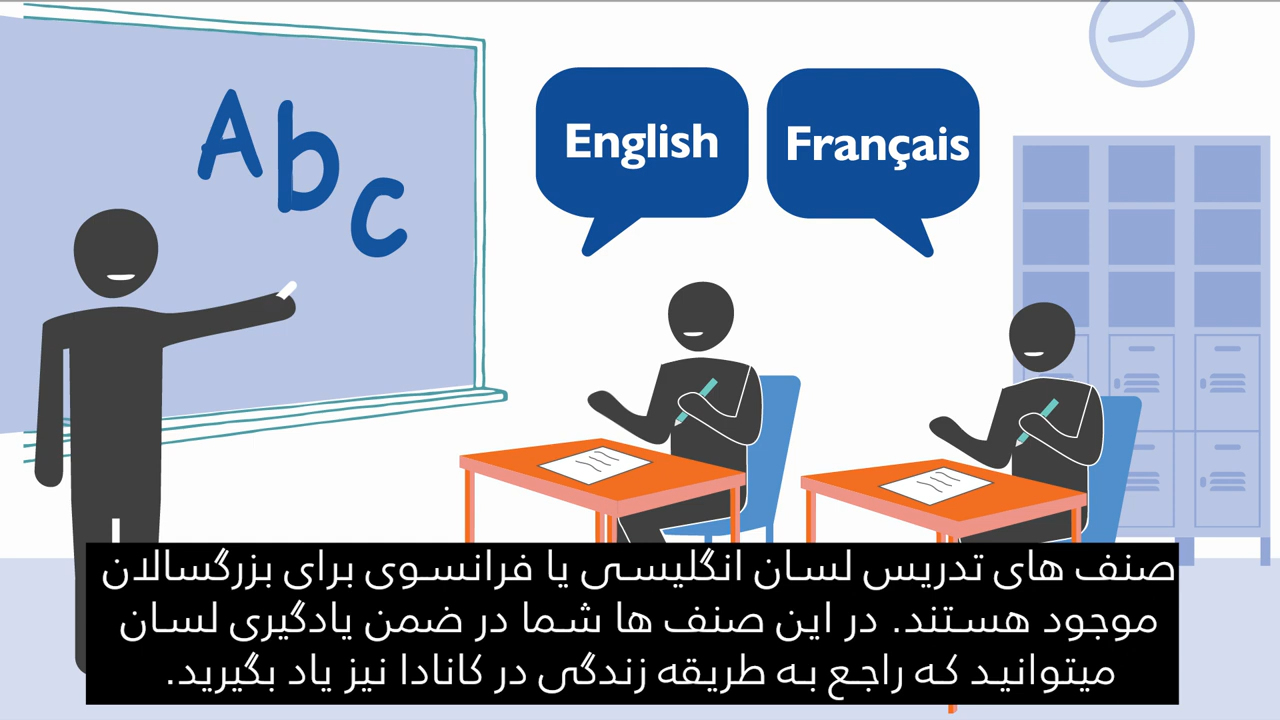 Abc
English
Français
صنف های تدریس لسان انگلیسی یا فرانسوی برای بزرگسالان
موجود هستند. در این صنف ها شما در ضمن یادگیری لسان
میتوانید که راجع به طریقه زندگی در کانادا نیز یاد بگیرید.